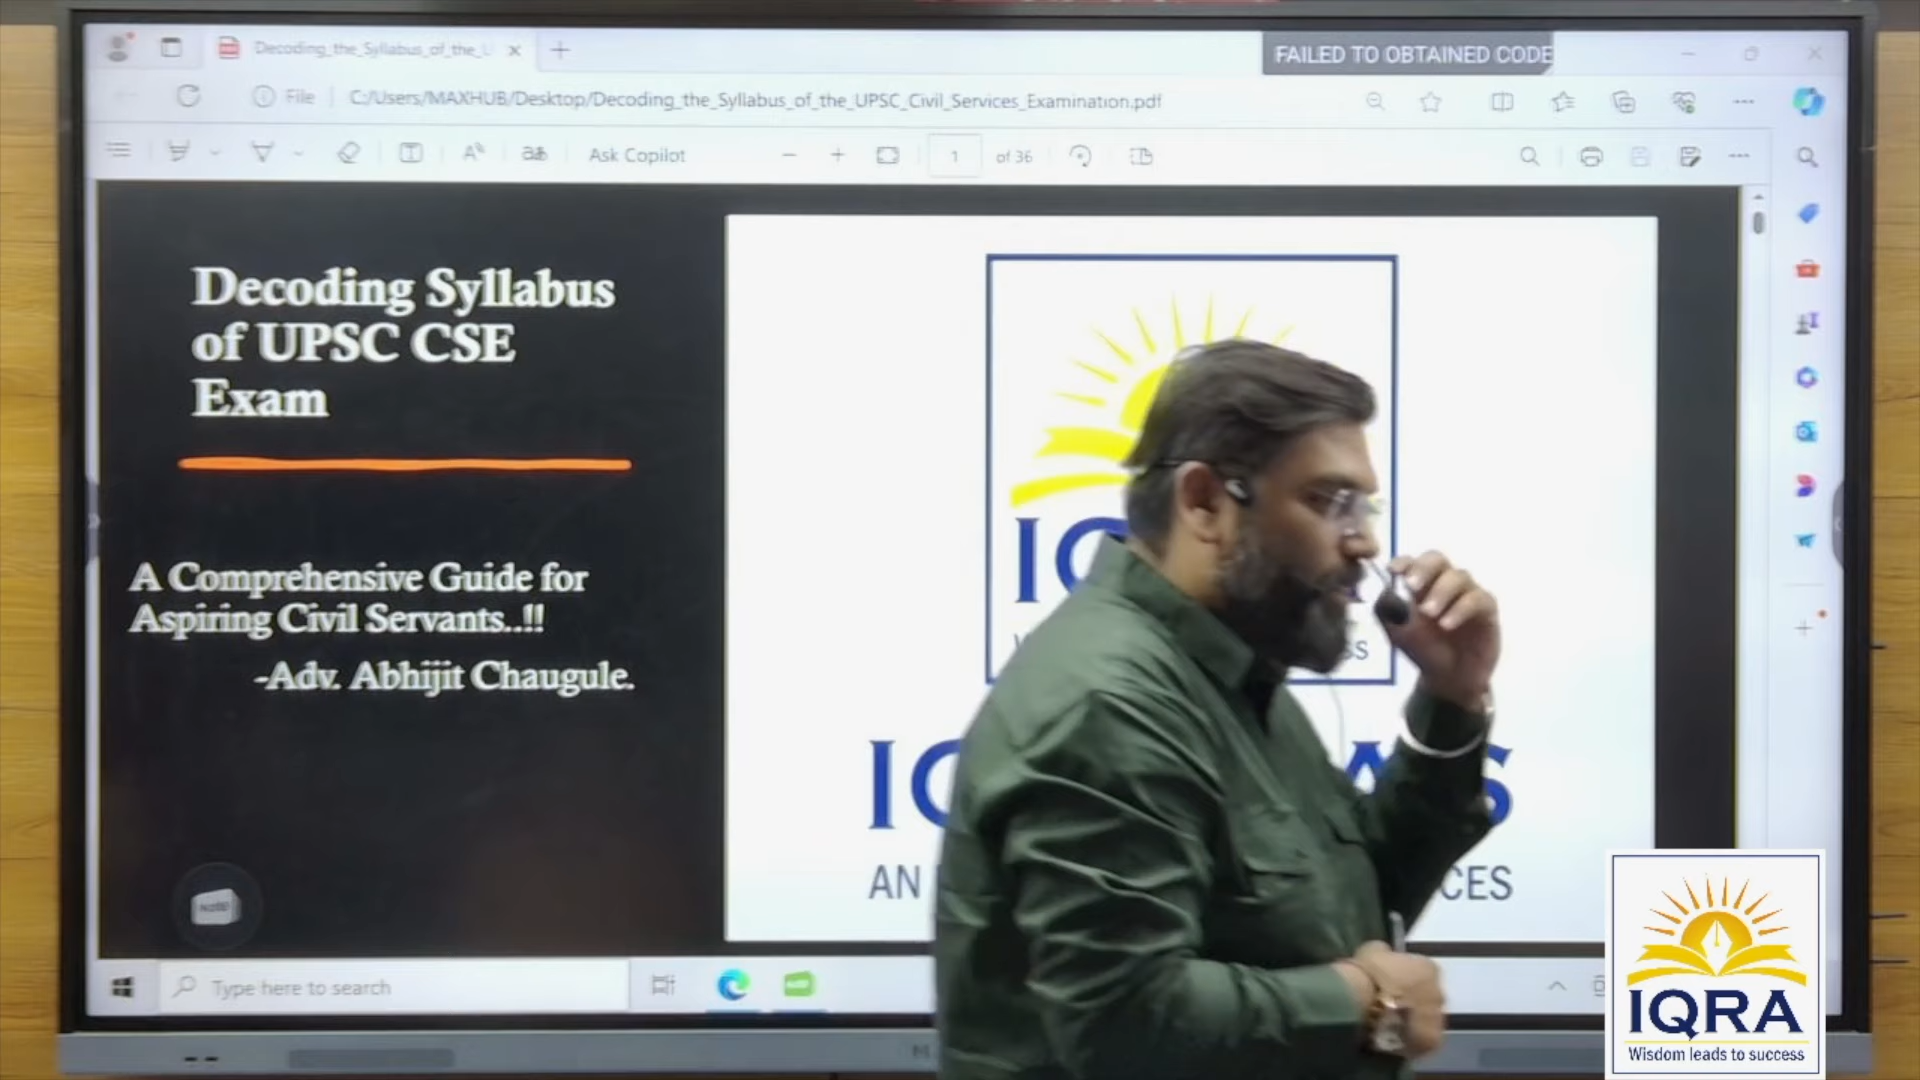 Decoding_the_Syllabus_of_the_U
FAILED TO OBTAINED CODE
File
C:/Users/MAXHUB/Desktop/Decoding_the_Syllabus_of_the_UPSC_Civil_Services_Examination.pdf
Ask Copilot
1 of 36
Decoding Syllabus
of UPSC CSE
Exam
A Comprehensive Guide for
Aspiring Civil Servants..!!
-Adv. Abhijit Chaugule.
AN
Type here to search
IQRA
Wisdom leads to success